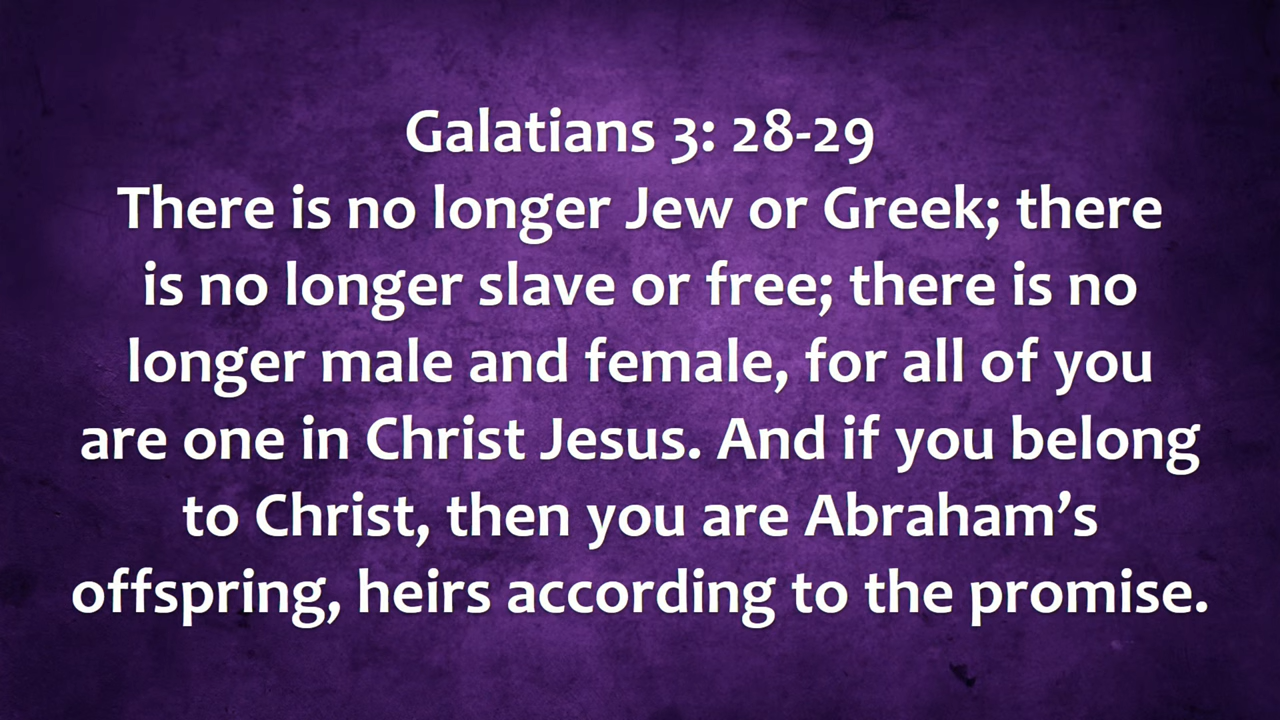 Galatians 3: 28-29
There is no longer Jew or Greek; there
is no longer slave or free; there is no
longer male and female, for all of you
are one in Christ Jesus. And if you belong
to Christ, then you are Abraham’s
offspring, heirs according to the promise.